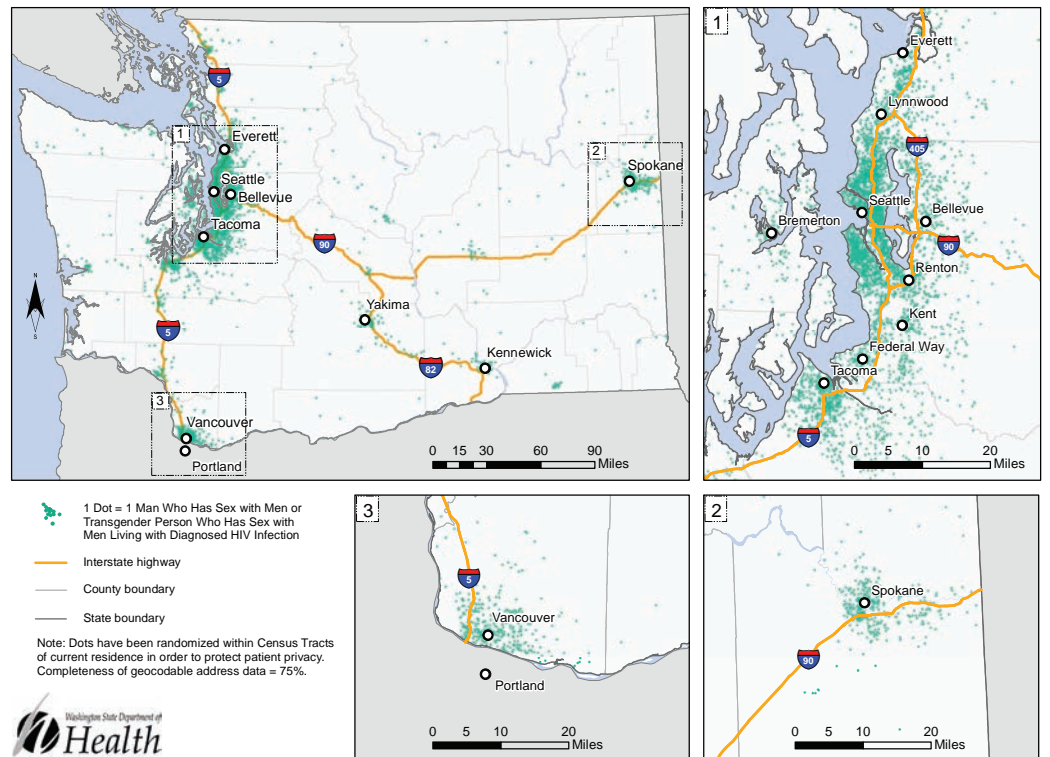 5
1
Everett
Seattle
Bellevue
Tacoma
2
Spokane
90
N
S
Yakima
5
82
Kennewick
3
Vancouver
Portland
0 15 30 60 90
Miles
1
Everett
Lynnwood
405
Seattle
Bellevue
Bremerton
90
Renton
Kent
Federal Way
Tacoma
5
0 5 10 20
Miles
1 Dot = 1 Man Who Has Sex with Men or
Transgender Person Who Has Sex with
Men Living with Diagnosed HIV Infection
Interstate highway
County boundary
State boundary
Note: Dots have been randomized within Census Tracts
of current residence in order to protect patient privacy.
Completeness of geocodable address data = 75%.
Washington State Department of
Health
3
5
Vancouver
Portland
0 5 10 20
Miles
2
Spokane
90
0 5 10 20
Miles